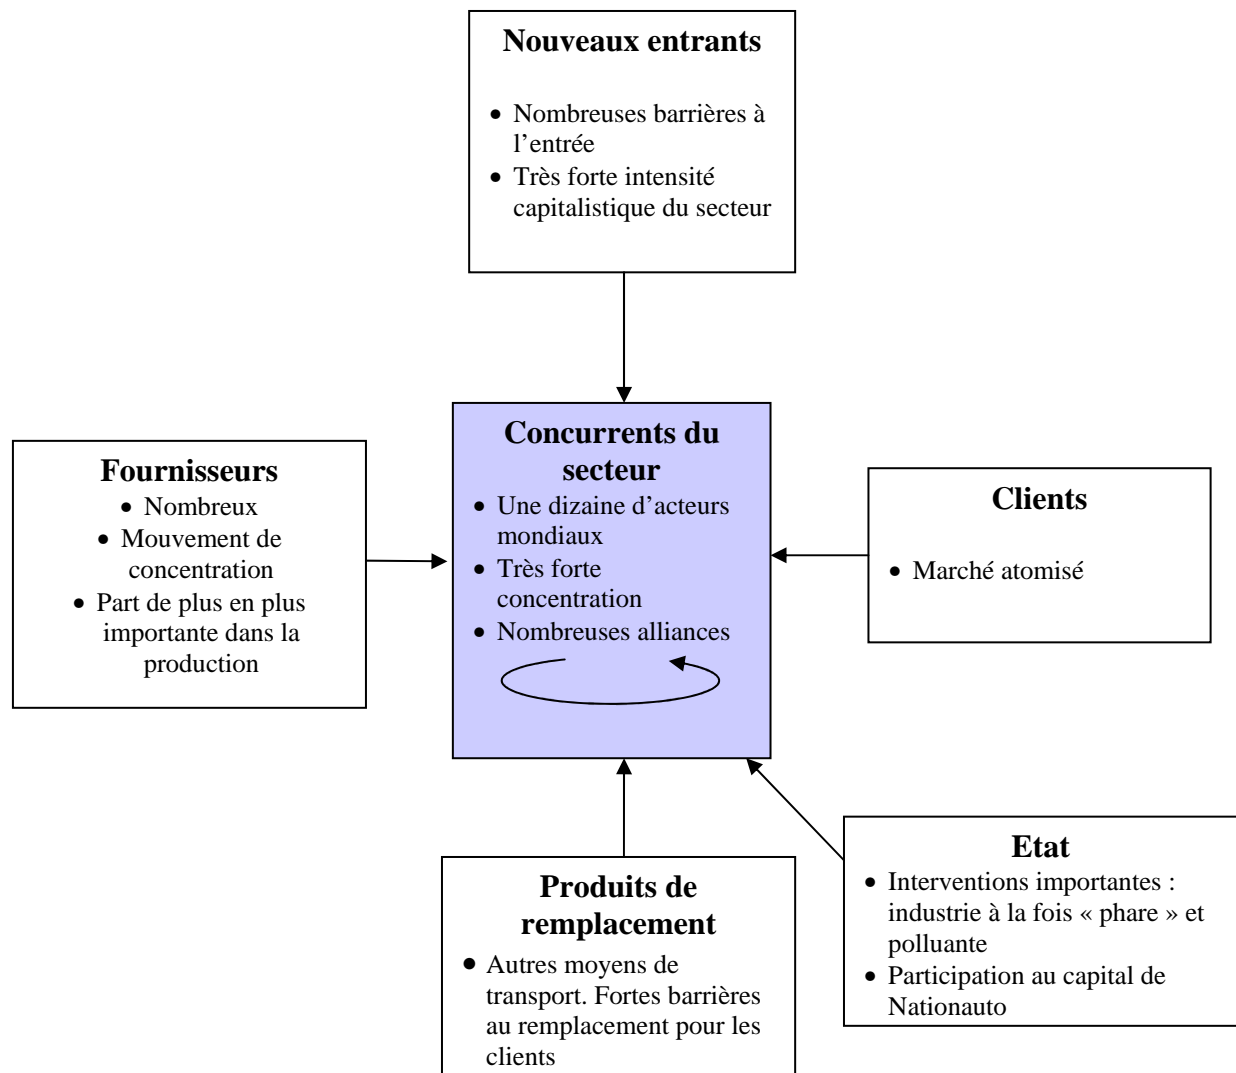 Nouveaux entrants
• Nombreuses barrières à
l’entrée
• Très forte intensité
capitalistique du secteur
Fournisseurs
• Nombreux
• Mouvement de
concentration
• Part de plus en plus
importante dans la
production
Concurrents du
secteur
• Une dizaine d’acteurs
mondiaux
• Très forte
concentration
• Nombreuses alliances
Clients
• Marché atomisé
Produits de
remplacement
• Autres moyens de
transport. Fortes barrières
au remplacement pour les
clients
Etat
• Interventions importantes :
industrie à la fois « phare » et
polluante
• Participation au capital de
Nationauto